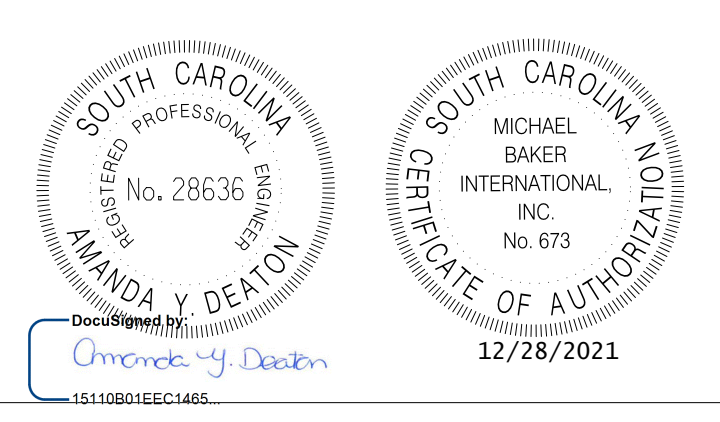 SOUTH CAROLINA
REGISTERED PROFESSIONAL ENGINEER
No. 28636
AMANDA Y DEATON
DocuSigned by:
Amanda Y. Deaton
15110B01EEC1465...
SOUTH CAROLINA
MICHAEL
BAKER
INTERNATIONAL,
INC.
No. 673
CERTIFICATE OF AUTHORIZATION
12/28/2021